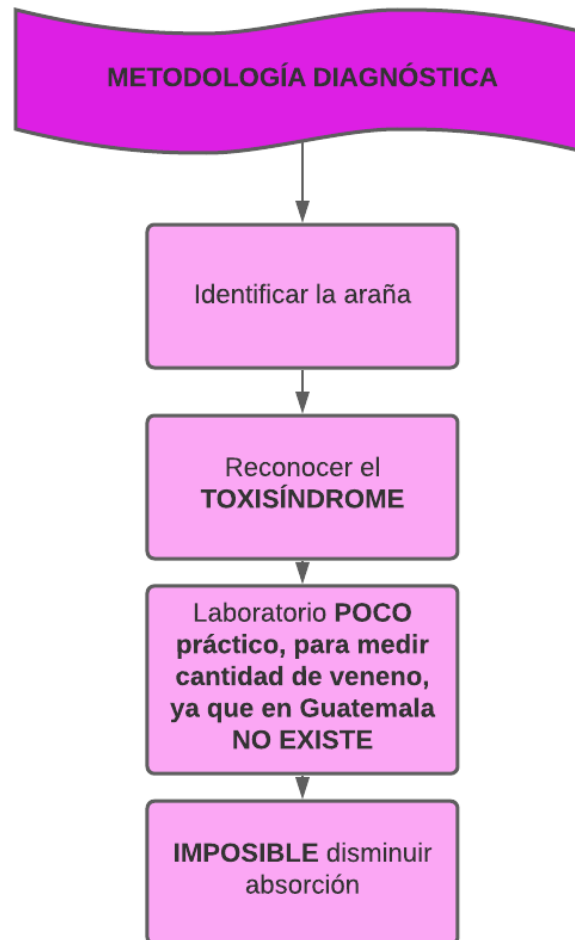 METODOLOGÍA DIAGNÓSTICA
Identificar la araña
Reconocer el
TOXISÍNDROME
Laboratorio POCO
práctico, para medir
cantidad de veneno,
ya que en Guatemala
NO EXISTE
IMPOSIBLE disminuir
absorción